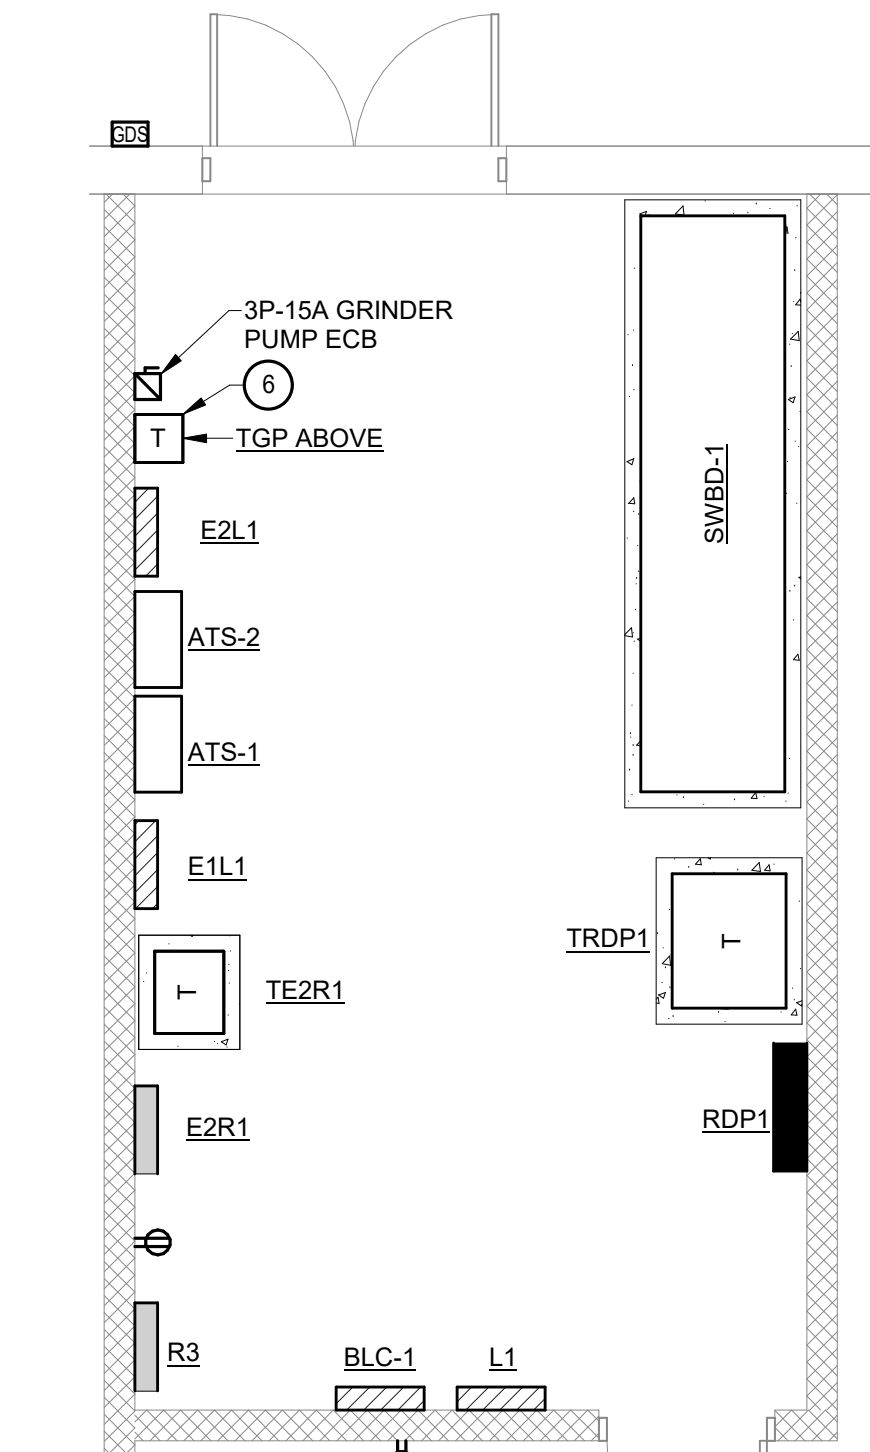 GDS
3P-15A GRINDER
PUMP ECB
6
T
TGP ABOVE
SWBD-1
E2L1
ATS-2
ATS-1
E1L1
TRDP1
T
T
TE2R1
RDP1
E2R1
R3
BLC-1
L1